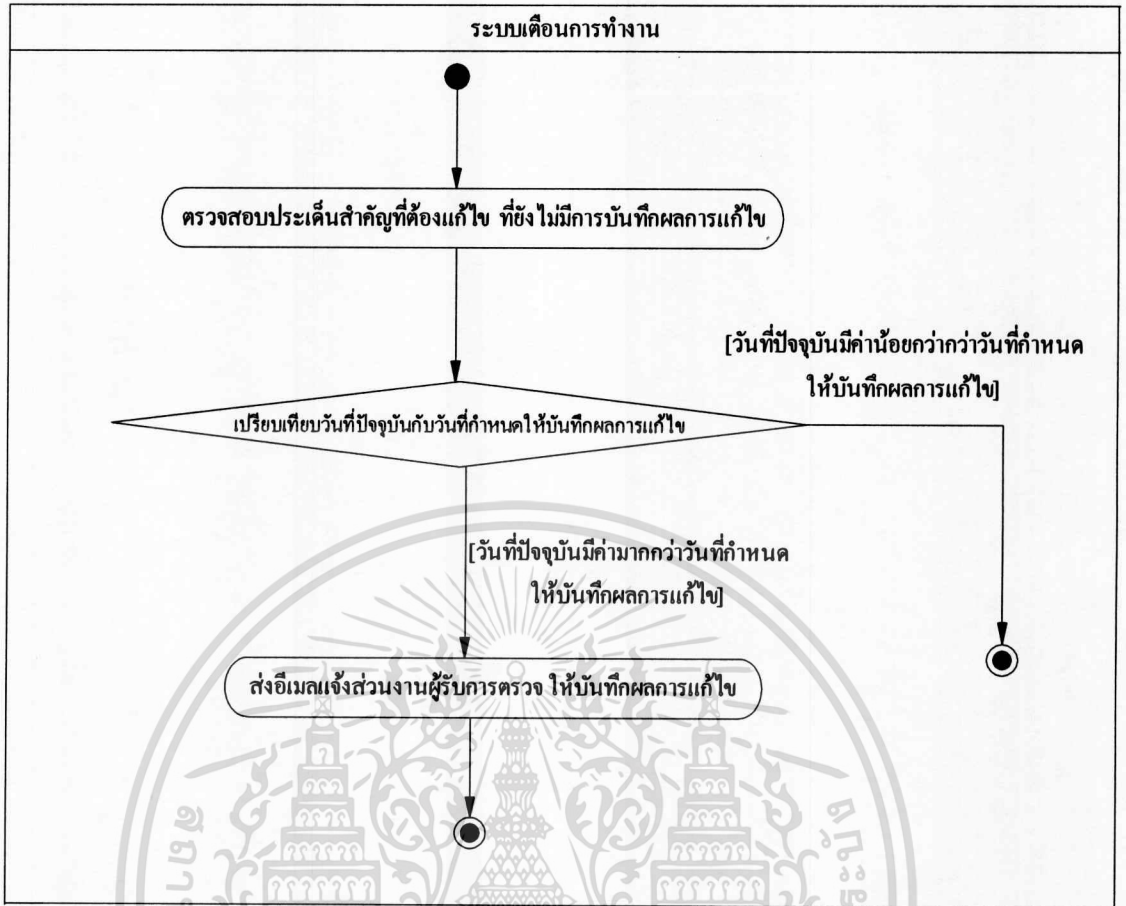 ระบบเตือนการทำงาน
ตรวจสอบประเด็นสำคัญที่ต้องแก้ไข ที่ยังไม่มีการบันทึกผลการแก้ไข
[วันที่ปัจจุบันมีค่าน้อยกว่ากว่าวันที่กำหนด
ให้บันทึกผลการแก้ไข]
เปรียบเทียบวันที่ปัจจุบันกับวันที่กำหนดให้บันทึกผลการแก้ไข
[วันที่ปัจจุบันมีค่ามากกว่าวันที่กำหนด
ให้บันทึกผลการแก้ไข]
ส่งอีเมลแจ้งส่วนงานผู้รับการตรวจ ให้บันทึกผลการแก้ไข